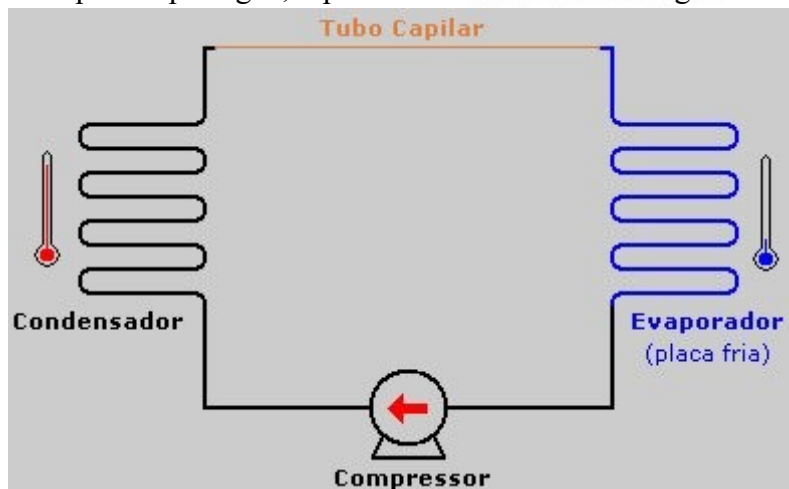 Tubo Capilar
Condensador
Evaporador
(placa fria)
Compressor